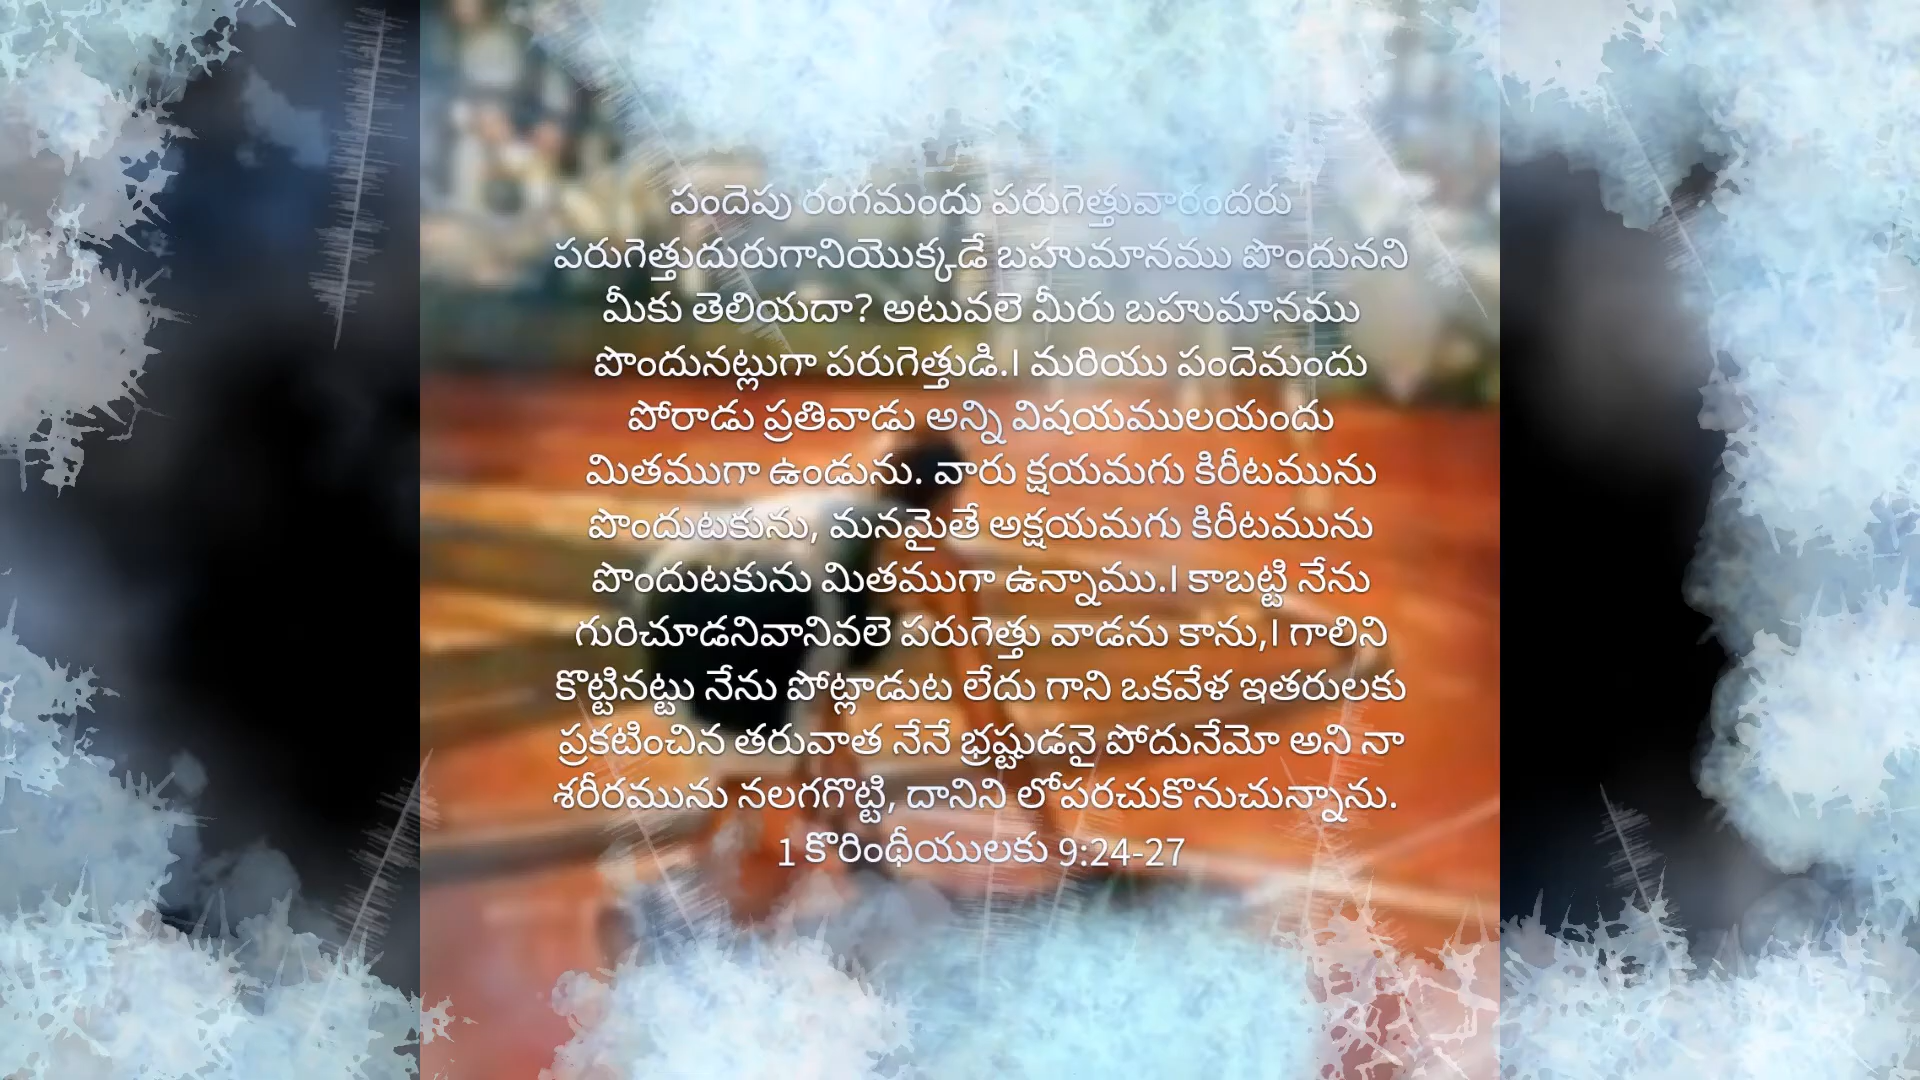 పందెపు రంగమందు పరుగెత్తువారందరు
పరుగెత్తుదురుగానియొక్కడే బహుమానము పొందునని
మీకు తెలియదా? అటువలె మీరు బహుమానము
పొందునట్లుగా పరుగెత్తుడి.। మరియు పందెమందు
పోరాడు ప్రతివాడు అన్ని విషయములయందు
మితముగా ఉండును. వారు క్షయమగు కిరీటమును
పొందుటకును, మనమైతే అక్షయమగు కిరీటమును
పొందుటకును మితముగా ఉన్నాము.। కాబట్టి నేను
గురిచూడనివానివలె పరుగెత్తు వాడను కాను,। గాలిని
కొట్టినట్టు నేను పోట్లాడుట లేదు గాని ఒకవేళ ఇతరులకు
ప్రకటించిన తరువాత నేనే భ్రష్టుడనై పోదునేమో అని నా
శరీరమును నలగగొట్టి, దానిని లోపరచుకొనుచున్నాను.
1 కొరింథీయులకు 9:24-27